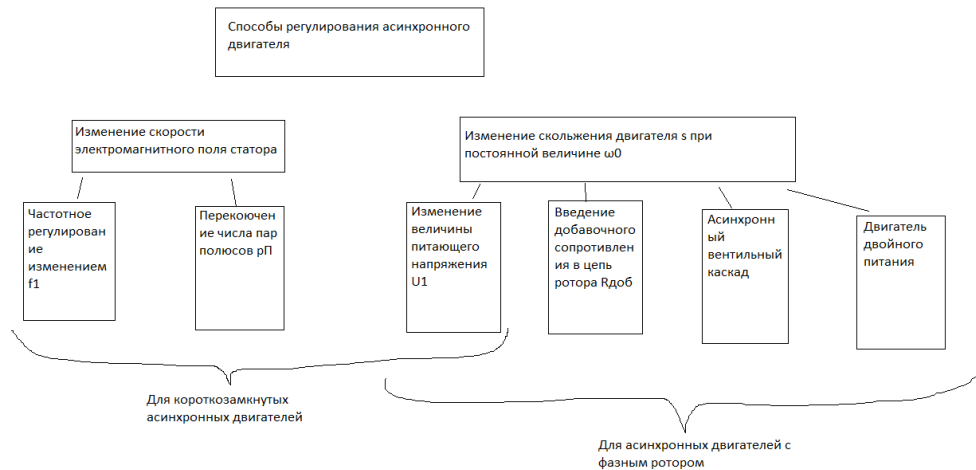 Способы регулирования асинхронного
двигателя
Изменение скорости
электромагнитного поля статора
Изменение скольжения двигателя s при
постоянной величине ω0
Частотное
регулирован
ие
изменением
f1
Перекоючен
ие числа пар
полюсов рП
Изменение
величины
питающего
напряжения
U1
Введение
добавочного
сопротивлен
ия в цепь
ротора Rдоб
Асинхронн
ый
вентильный
каскад
Двигатель
двойного
питания
Для короткозамкнутых
асинхронных двигателей
Для асинхронных двигателей с
фазным ротором